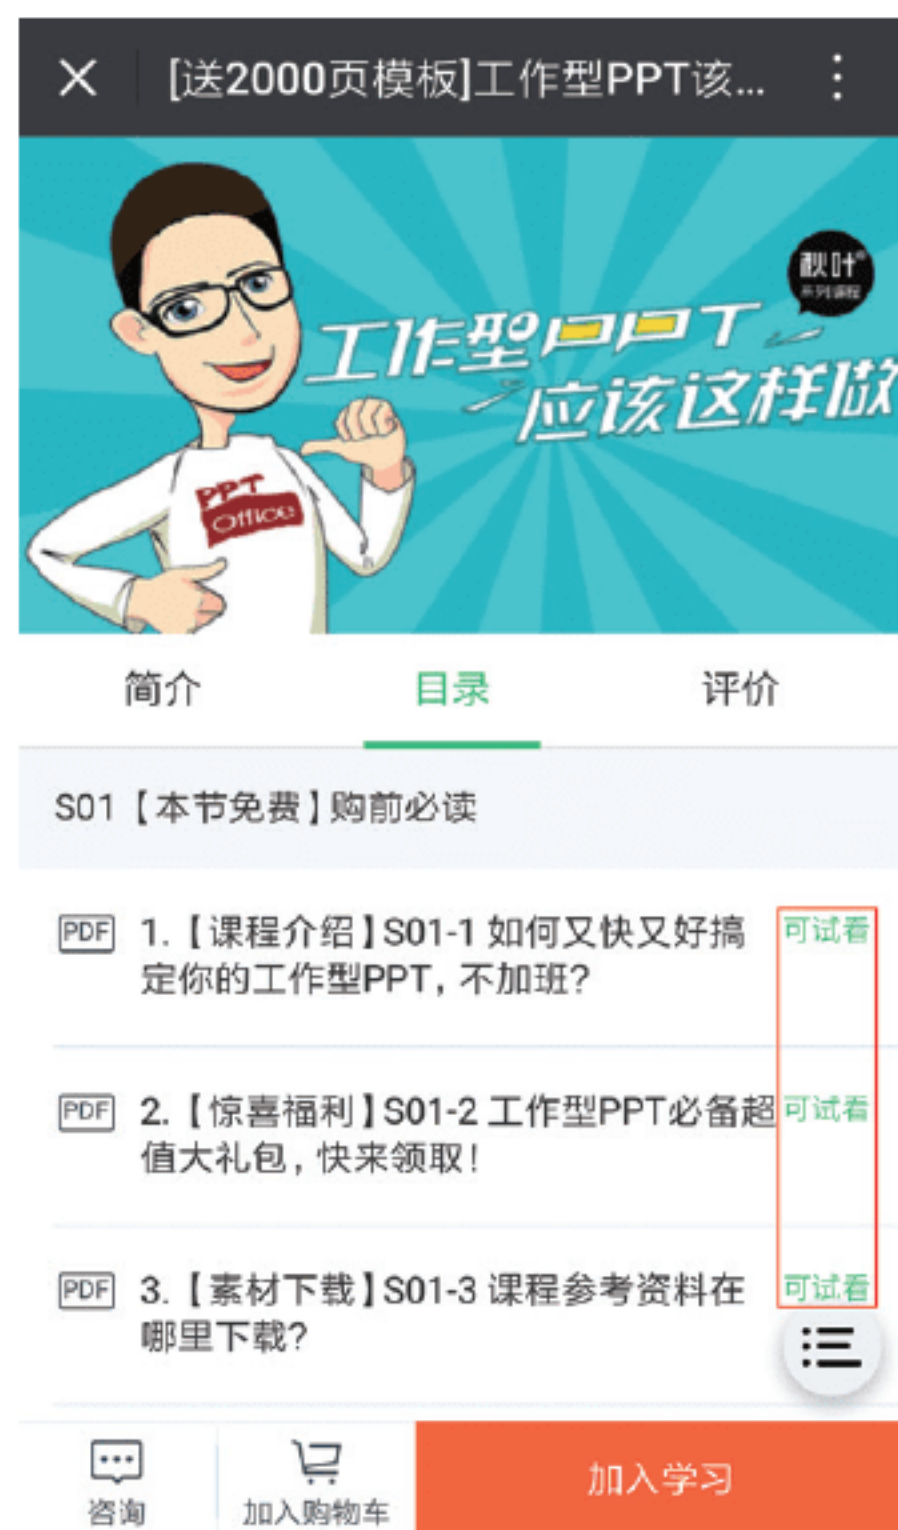 [送2000页模板]工作型PPT该...
秋叶®
系列课程
工作型PPT
应该这样做
PPT
Office
简介
目录
评价
S01【本节免费】购前必读
PDF
1.【课程介绍】S01-1 如何又快又好搞
可试看
定你的工作型PPT，不加班？
PDF
2.【惊喜福利】S01-2 工作型PPT必备超
可试看
值大礼包，快来领取！
PDF
3.【素材下载】S01-3 课程参考资料在
可试看
哪里下载？
咨询
加入购物车
加入学习